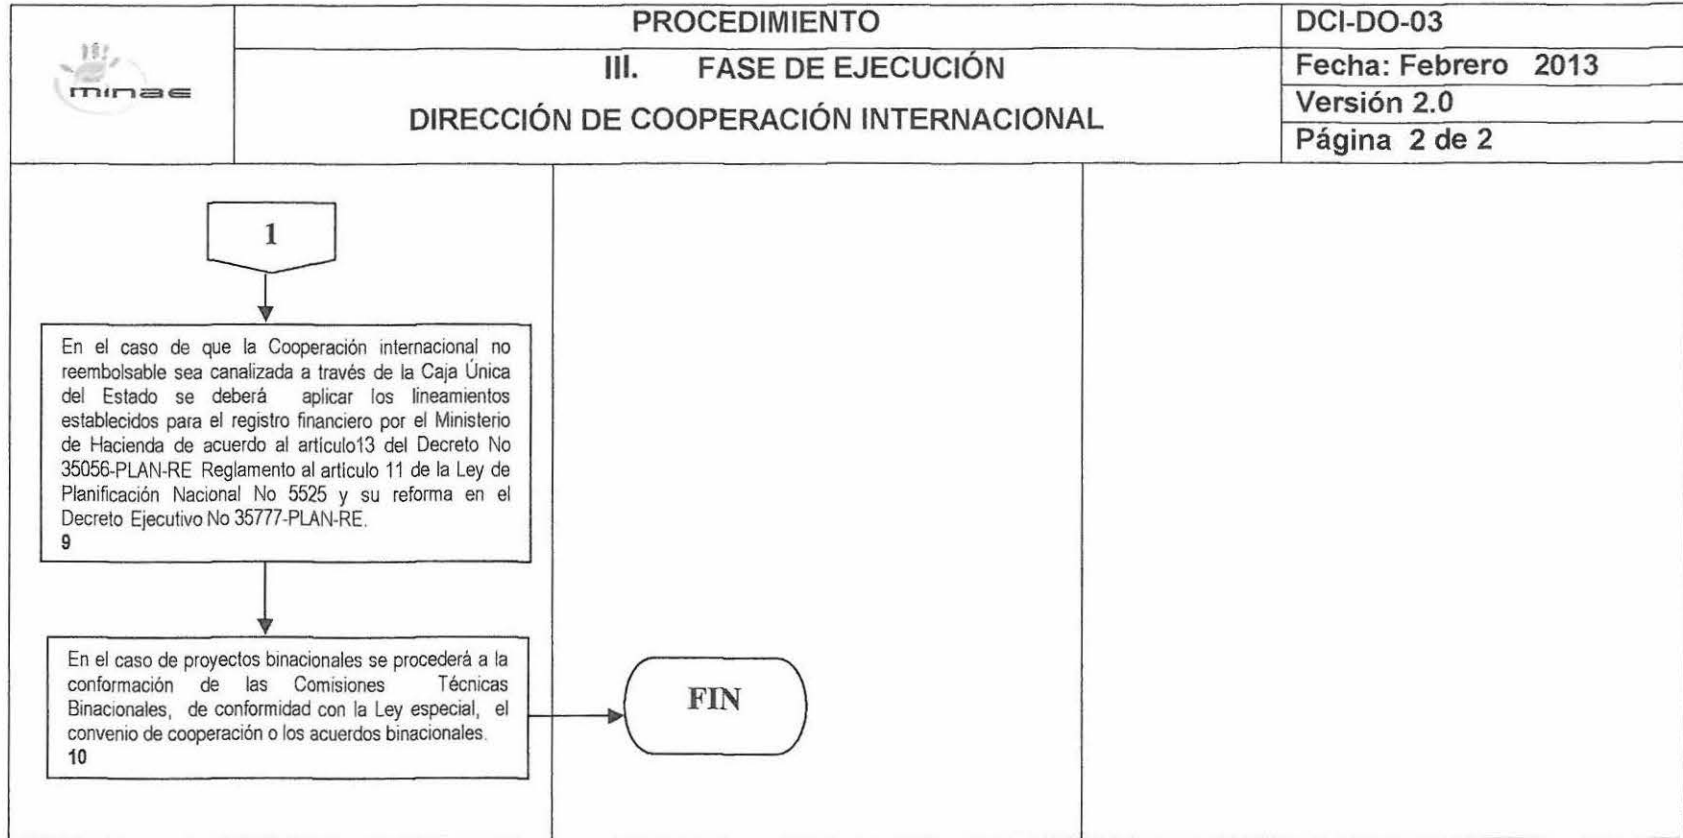 minae
PROCEDIMIENTO
III. FASE DE EJECUCIÓN
DIRECCIÓN DE COOPERACIÓN INTERNACIONAL
DCI-DO-03
Fecha: Febrero 2013
Versión 2.0
Página 2 de 2
1
En el caso de que la Cooperación internacional no
reembolsable sea canalizada a través de la Caja Única
del Estado se deberá aplicar los lineamientos
establecidos para el registro financiero por el Ministerio
de Hacienda de acuerdo al artículo13 del Decreto No
35056-PLAN-RE Reglamento al artículo 11 de la Ley de
Planificación Nacional No 5525 y su reforma en el
Decreto Ejecutivo No 35777-PLAN-RE.
9
En el caso de proyectos binacionales se procederá a la
conformación de las Comisiones Técnicas
Binacionales, de conformidad con la Ley especial, el
convenio de cooperación o los acuerdos binacionales.
10
FIN